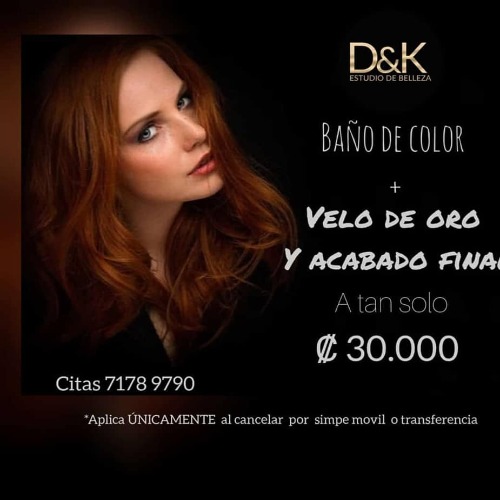 D&K
ESTUDIO DE BELLEZA
BAÑO DE COLOR
+
VELO DE ORO
Y ACABADO FINAL
A tan solo
₡ 30.000
Citas 7178 9790
*Aplica ÚNICAMENTE al cancelar por simpe movil o transferencia